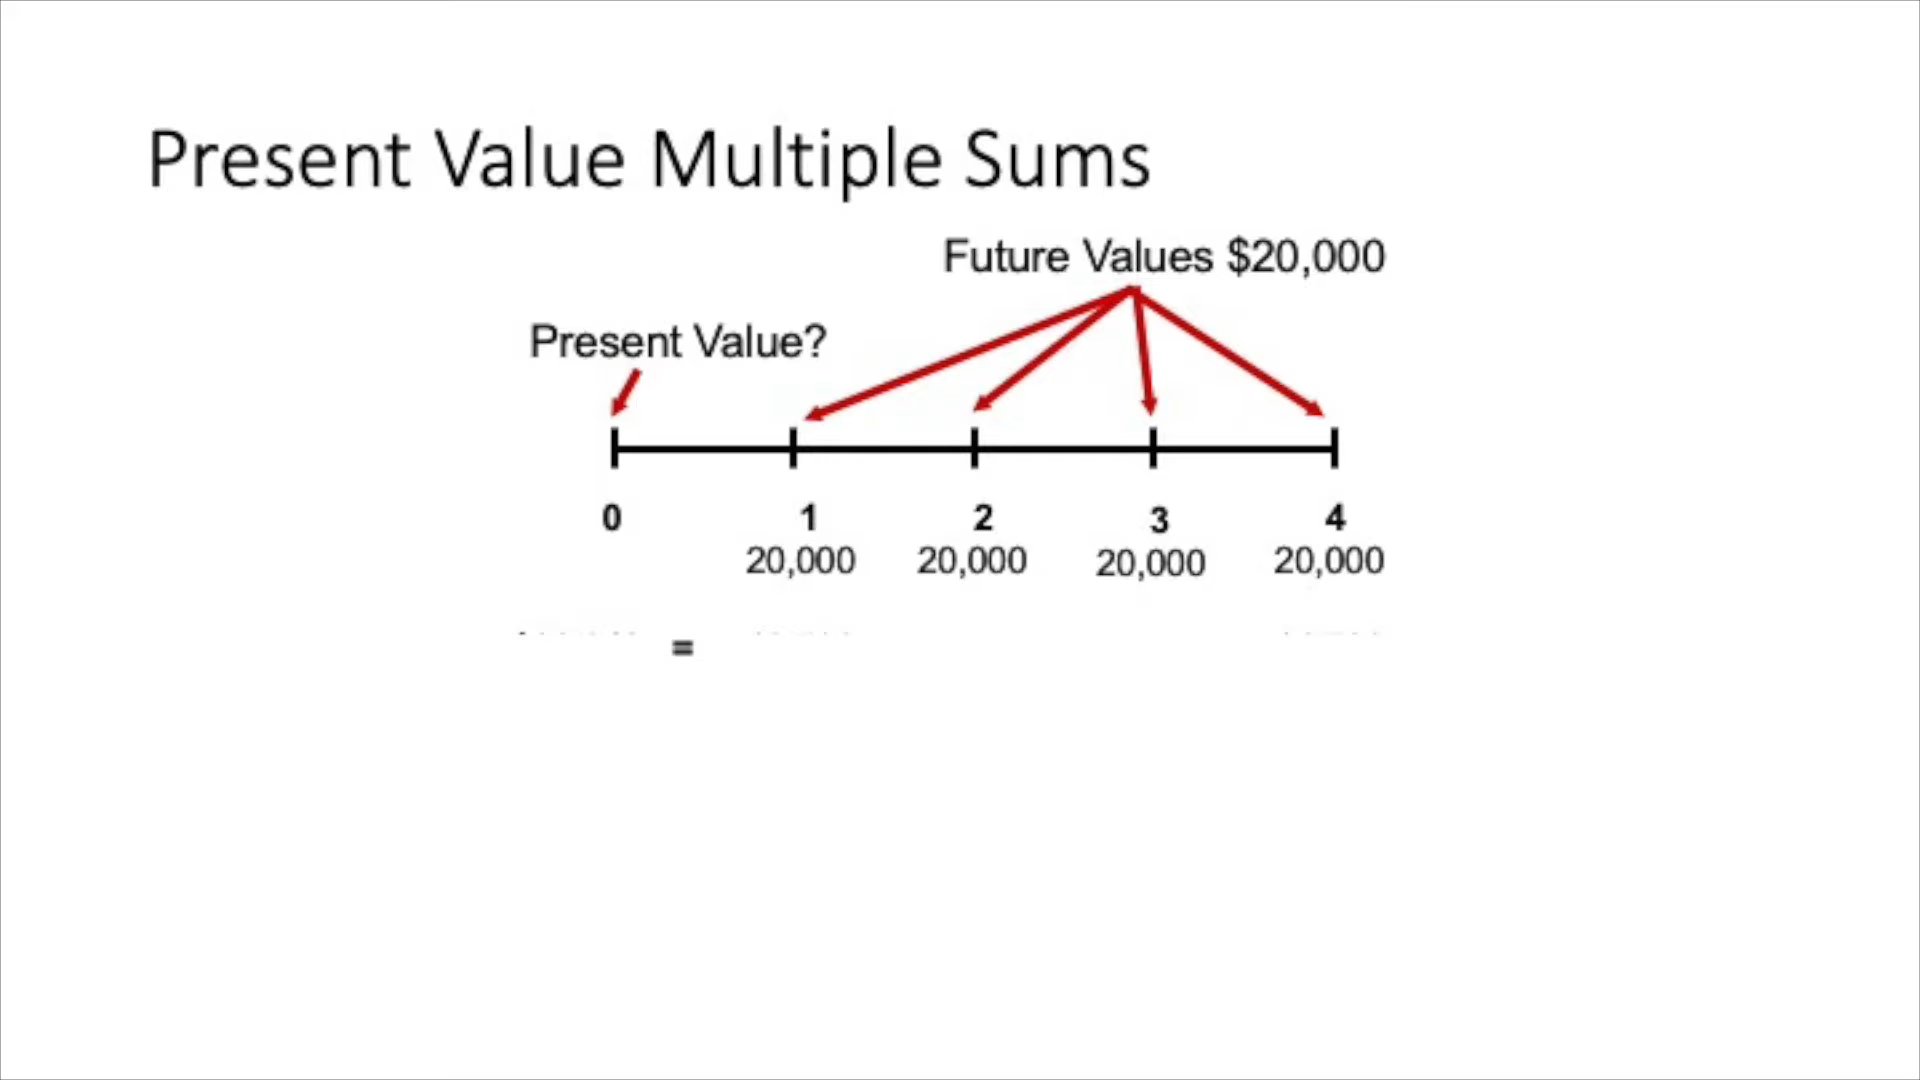 Present Value Multiple Sums
Future Values $20,000
Present Value?
0 1 2 3 4
20,000 20,000 20,000 20,000
=